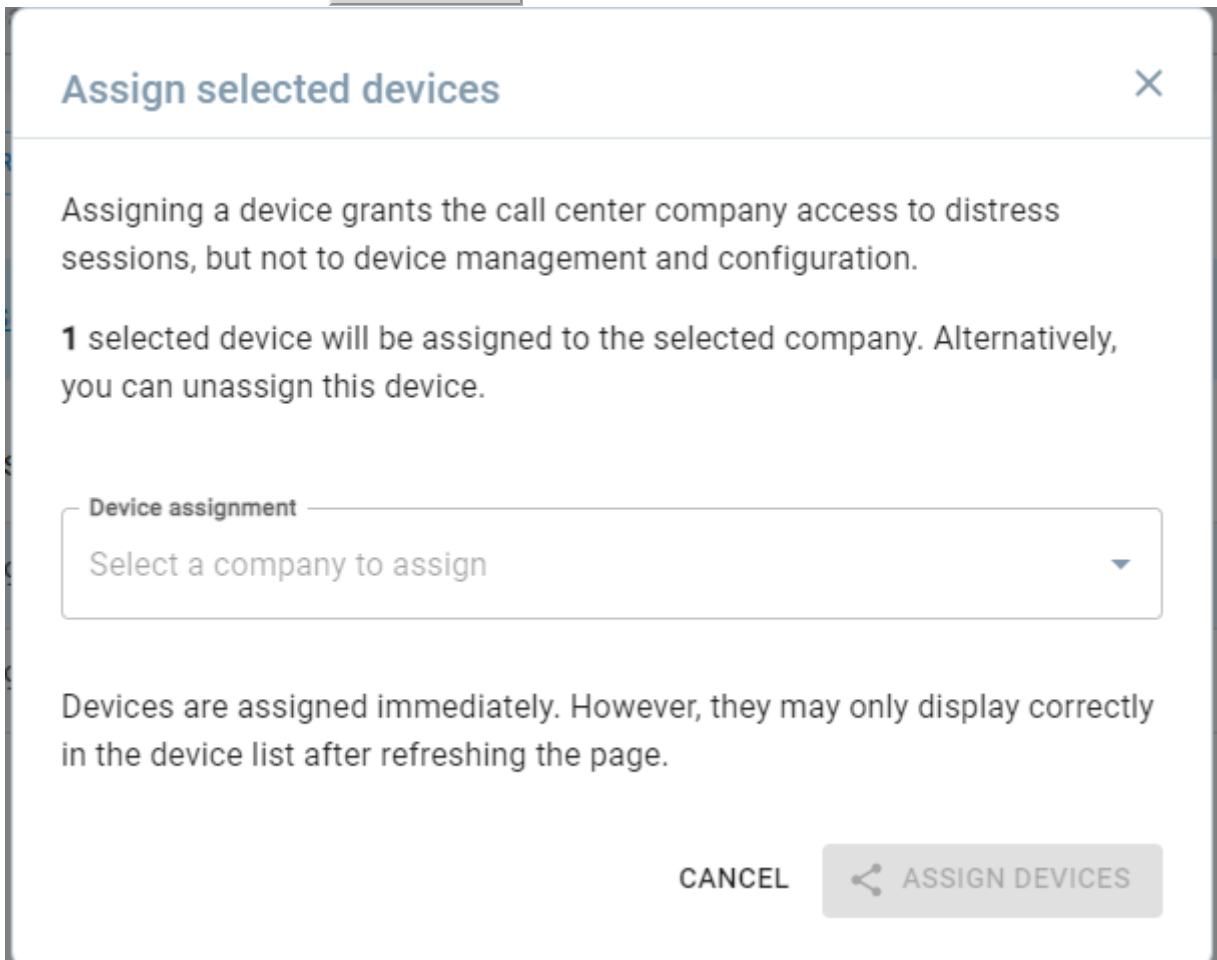 Assign selected devices
Assigning a device grants the call center company access to distress
sessions, but not to device management and configuration.
1 selected device will be assigned to the selected company. Alternatively,
you can unassign this device.
Device assignment
Select a company to assign
Devices are assigned immediately. However, they may only display correctly
in the device list after refreshing the page.
CANCEL ASSIGN DEVICES